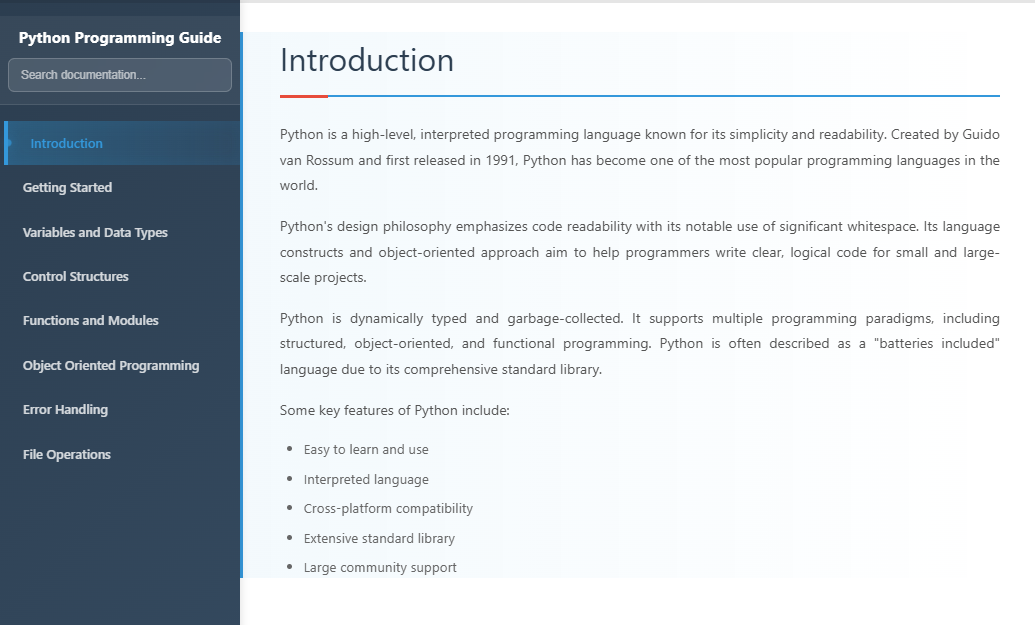 Python Programming Guide
Search documentation...
Introduction
Getting Started
Variables and Data Types
Control Structures
Functions and Modules
Object Oriented Programming
Error Handling
File Operations
Introduction
Python is a high-level, interpreted programming language known for its simplicity and readability. Created by Guido
van Rossum and first released in 1991, Python has become one of the most popular programming languages in the
world.
Python's design philosophy emphasizes code readability with its notable use of significant whitespace. Its language
constructs and object-oriented approach aim to help programmers write clear, logical code for small and large-
scale projects.
Python is dynamically typed and garbage-collected. It supports multiple programming paradigms, including
structured, object-oriented, and functional programming. Python is often described as a "batteries included"
language due to its comprehensive standard library.
Some key features of Python include:
• Easy to learn and use
• Interpreted language
• Cross-platform compatibility
• Extensive standard library
• Large community support